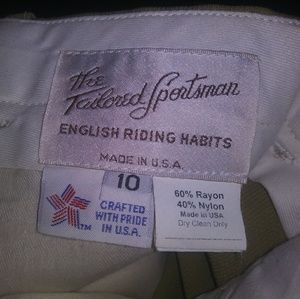 The
Tailored Sportsman
ENGLISH RIDING HABITS
MADE IN U.S.A.
10
CRAFTED
WITH PRIDE
IN U.S.A.
TM
60% Rayon
40% Nylon
Made in USA
Dry Clean Only